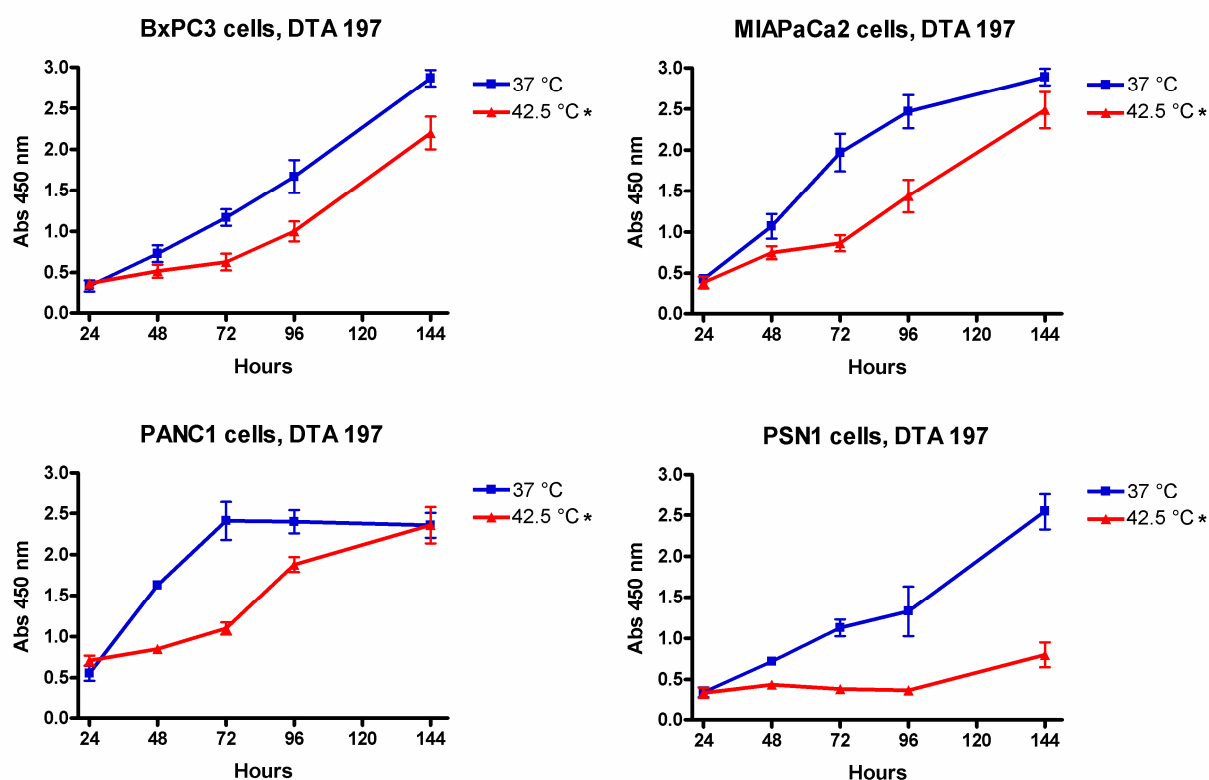 BxPC3 cells, DTA 197
3.0
2.5
2.0
1.5
1.0
0.5
0.0
Abs 450 nm
24 48 72 96 120 144
Hours
37 °C
42.5 °C *
MIAPaCa2 cells, DTA 197
3.0
2.5
2.0
1.5
1.0
0.5
0.0
Abs 450 nm
24 48 72 96 120 144
Hours
37 °C
42.5 °C *
PANC1 cells, DTA 197
3.0
2.5
2.0
1.5
1.0
0.5
0.0
Abs 450 nm
24 48 72 96 120 144
Hours
37 °C
42.5 °C *
PSN1 cells, DTA 197
3.0
2.5
2.0
1.5
1.0
0.5
0.0
Abs 450 nm
24 48 72 96 120 144
Hours
37 °C
42.5 °C *